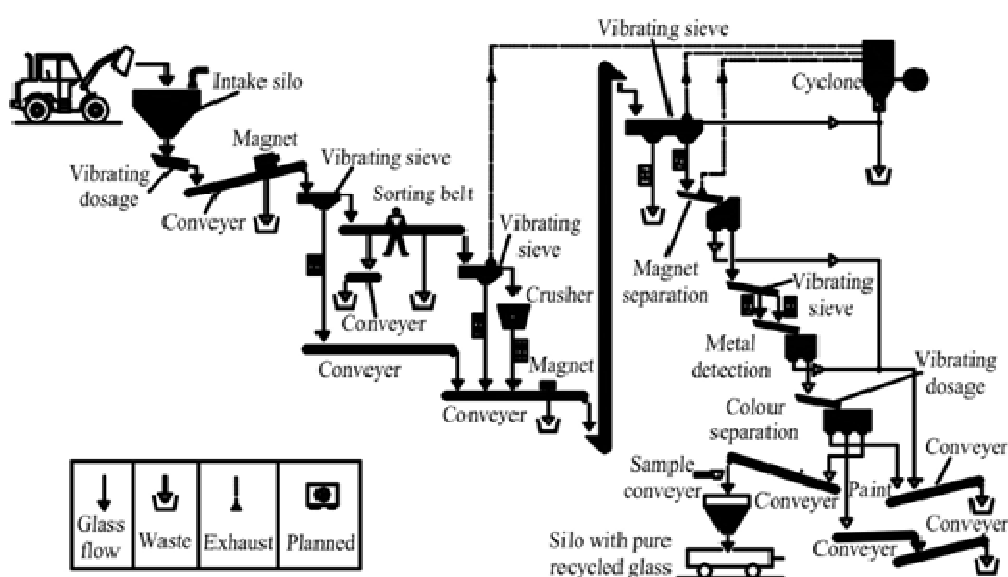 Vibrating sieve
Cyclone
Intake silo
Magnet
Vibrating
dosage
Vibrating sieve
Conveyer
Sorting belt
Vibrating
sieve
Conveyer
Crusher
Magnet
separation
Vibrating
sieve
Conveyer
Magnet
Conveyer
Metal
detection
Vibrating
dosage
Colour
separation
Sample
conveyer
Conveyer
Paint
Conveyer
Conveyer
Conveyer
Silo with pure
recycled glass
Glass
flow
Waste
Exhaust
Planned